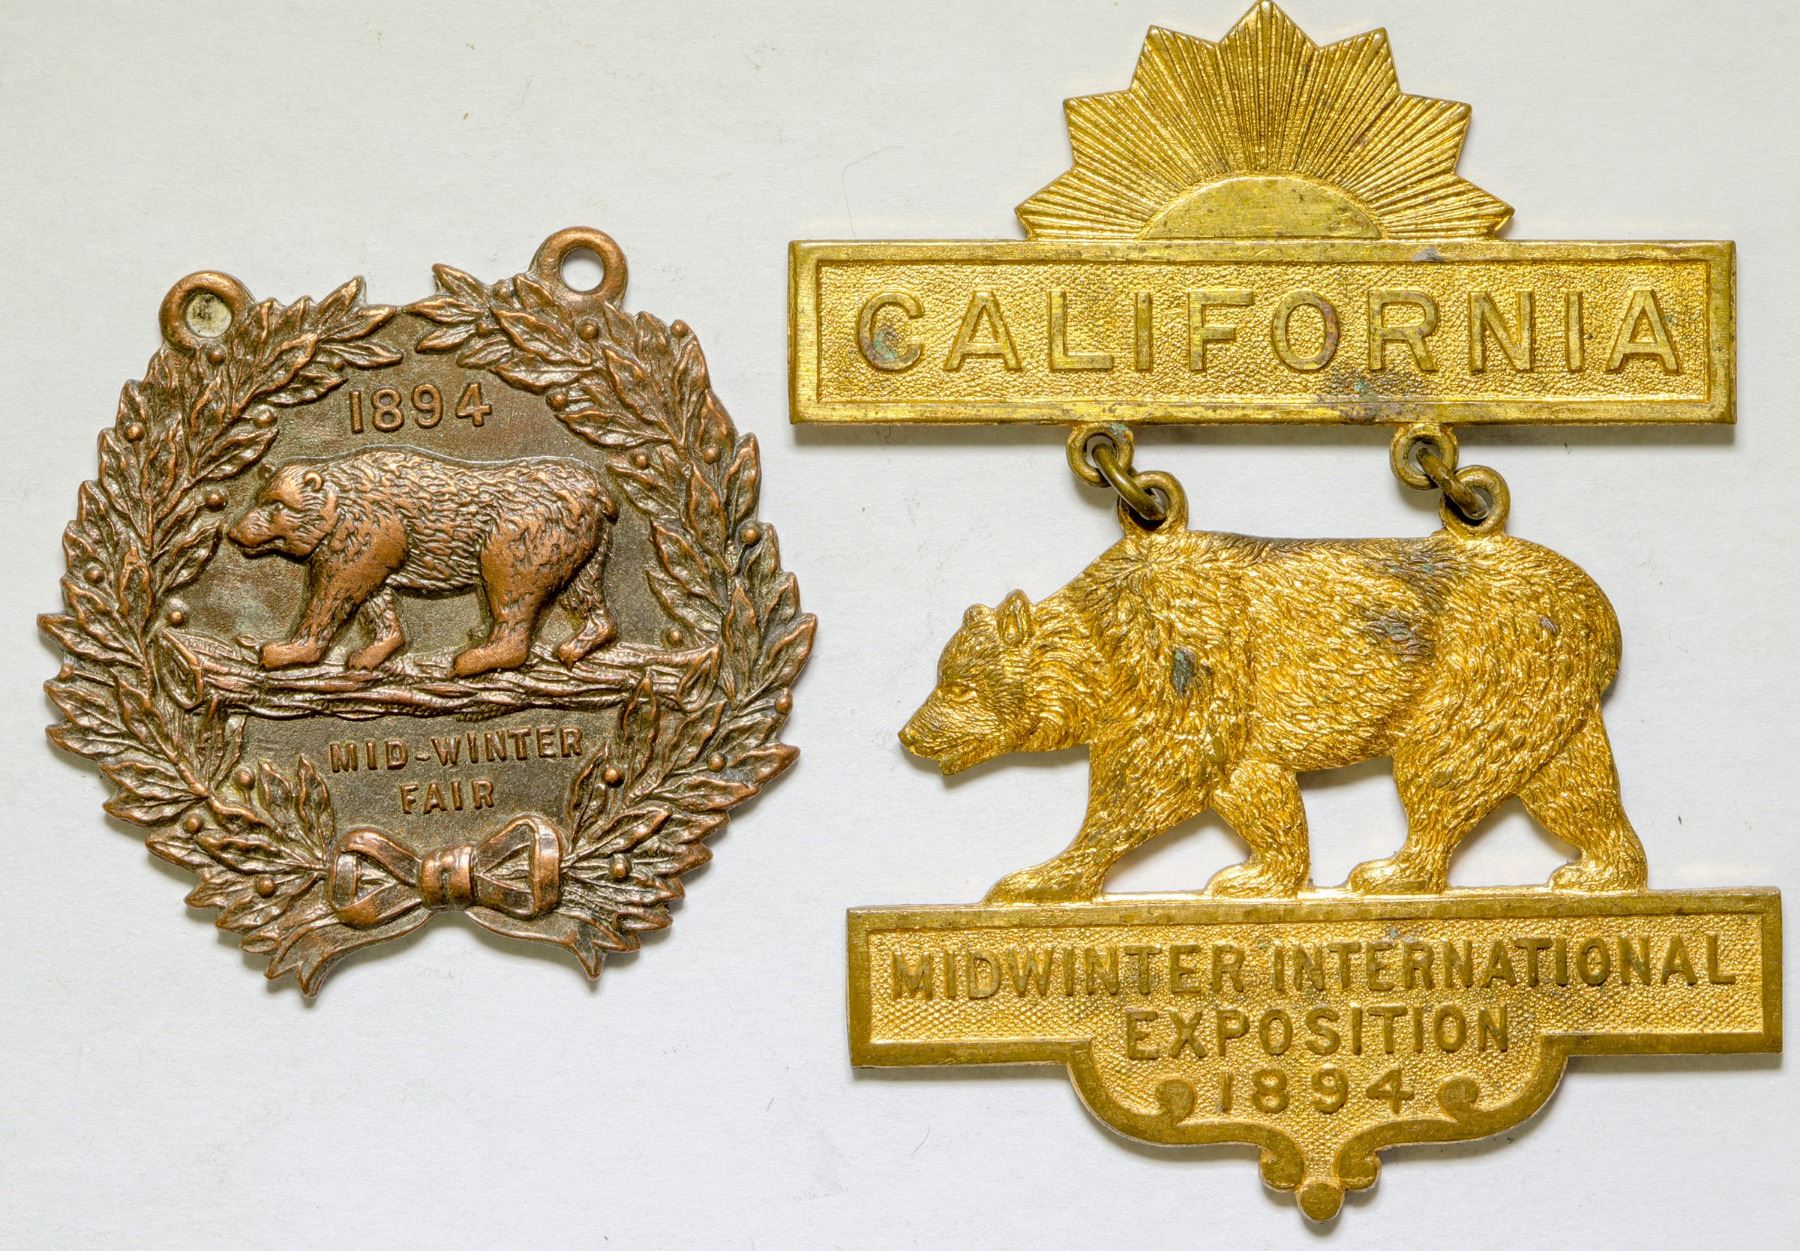 1894
MID-WINTER
FAIR
CALIFORNIA
MIDWINTER INTERNATIONAL
EXPOSITION
1894